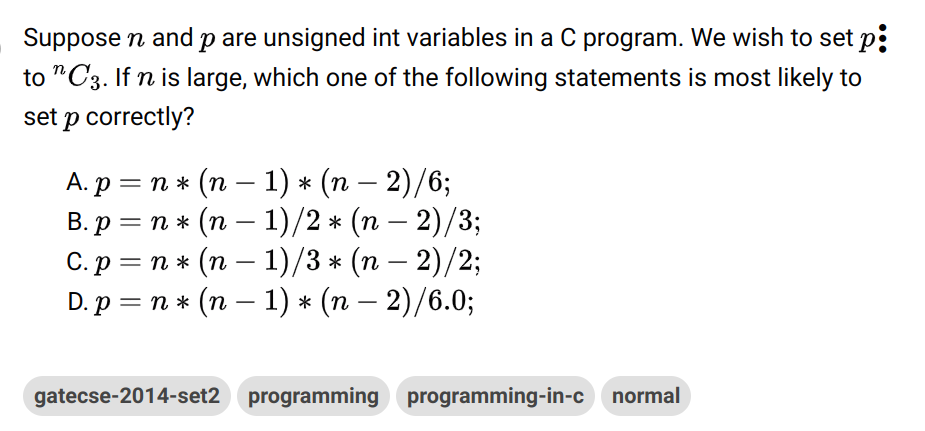 Suppose n and p are unsigned int variables in a C program. We wish to set p
to ⁿC₃. If n is large, which one of the following statements is most likely to
set p correctly?
A. p = n ∗ (n − 1) ∗ (n − 2)/6;
B. p = n ∗ (n − 1)/2 ∗ (n − 2)/3;
C. p = n ∗ (n − 1)/3 ∗ (n − 2)/2;
D. p = n ∗ (n − 1) ∗ (n − 2)/6.0;
gatecse-2014-set2 programming programming-in-c normal